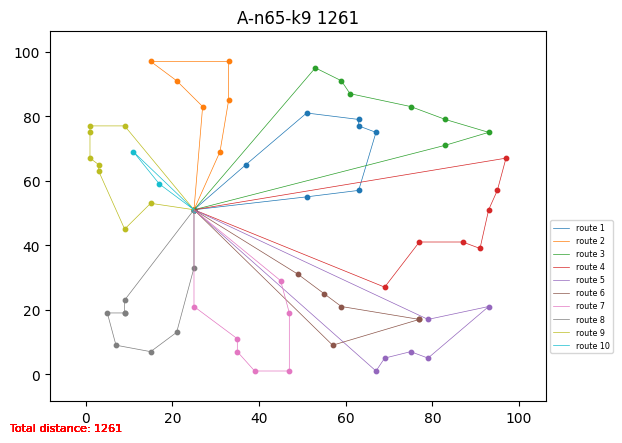 A-n65-k9 1261
100
80
60
40
20
0
0 20 40 60 80 100
route 1
route 2
route 3
route 4
route 5
route 6
route 7
route 8
route 9
route 10
Total distance: 1261